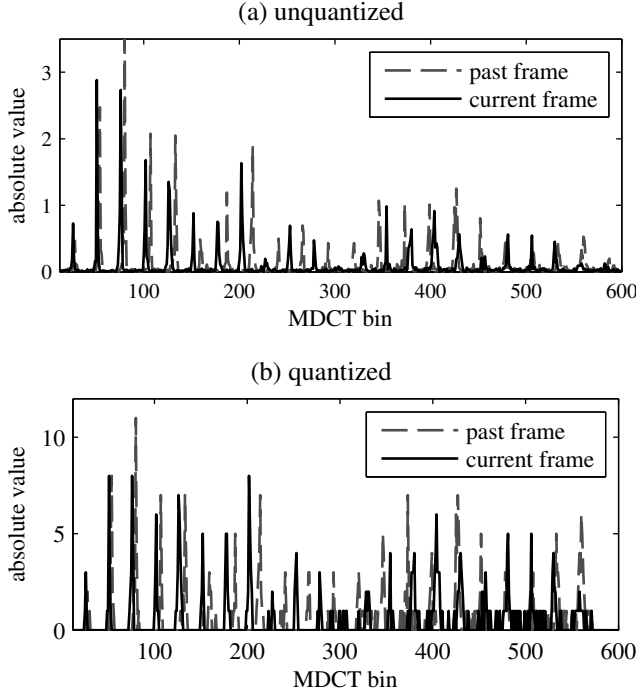 (a) unquantized
3
2
1
0
absolute value
past frame
current frame
100 200 300 400 500 600
MDCT bin
(b) quantized
10
5
0
absolute value
past frame
current frame
100 200 300 400 500 600
MDCT bin